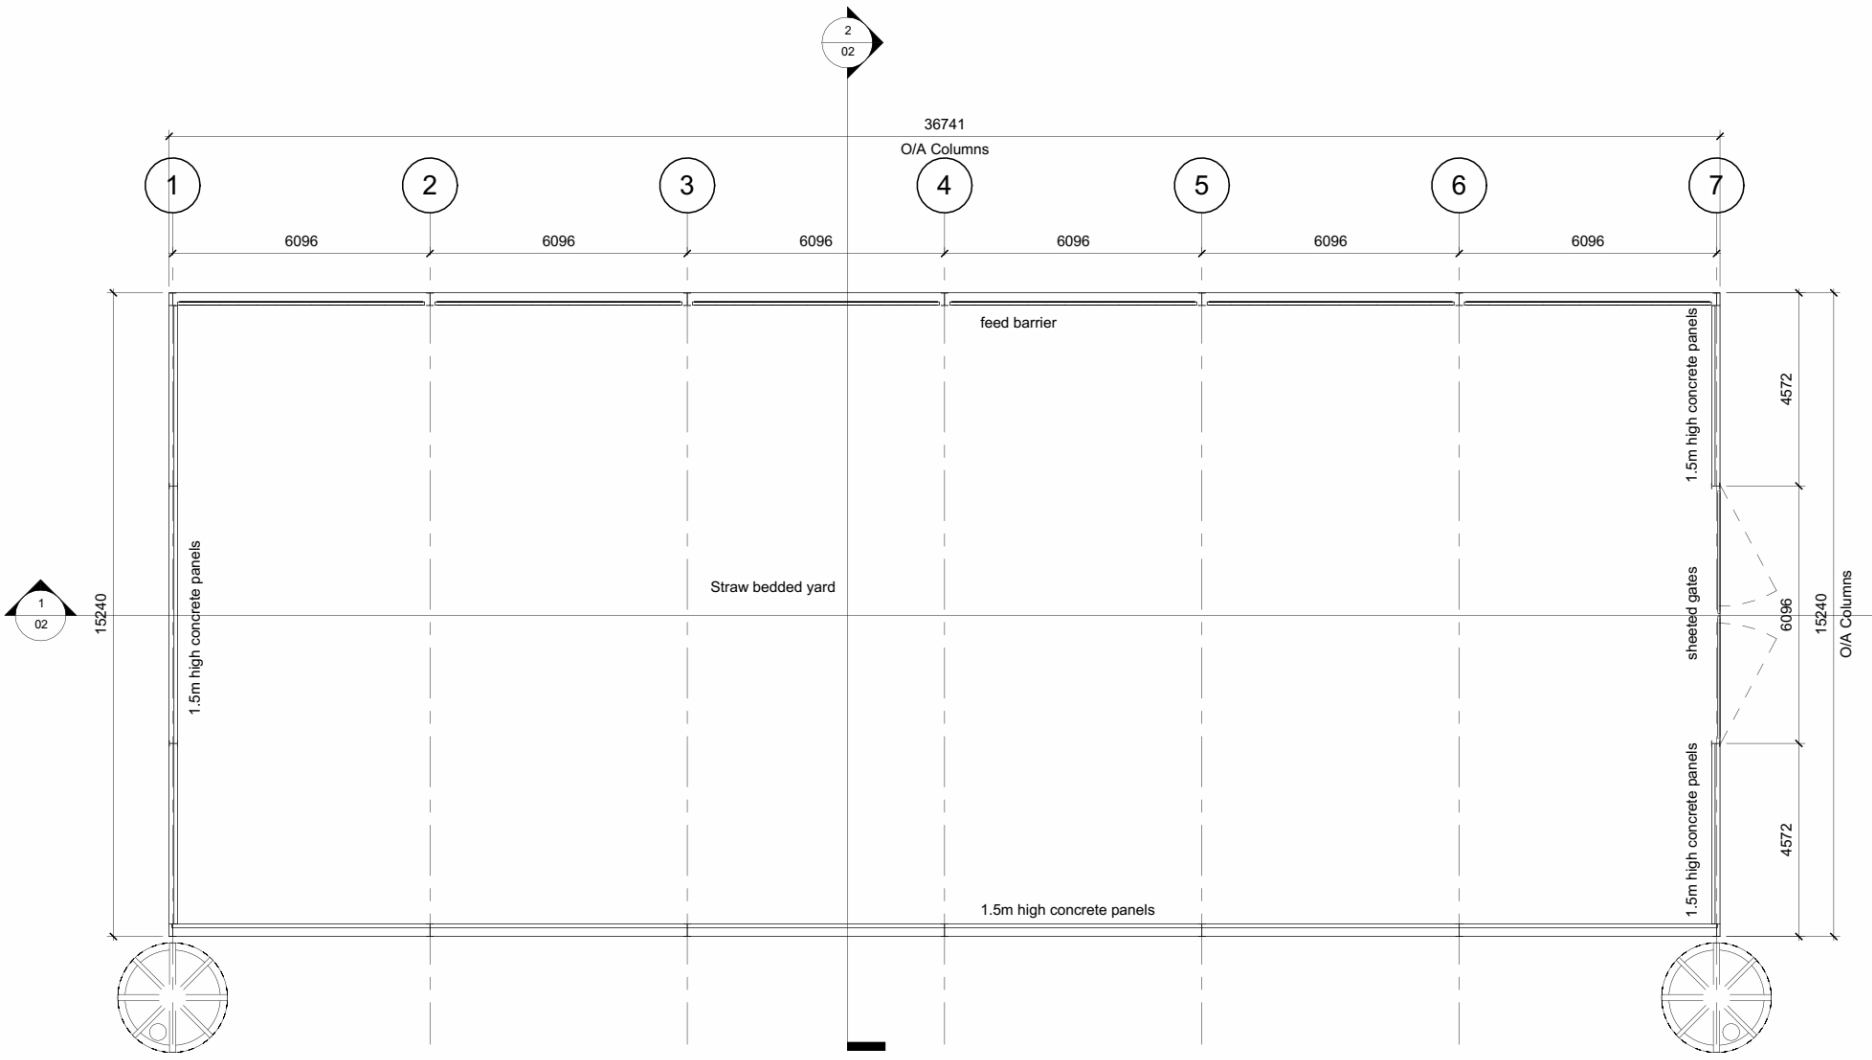 2
02
36741
O/A Columns
1 2 3 4 5 6 7
6096 6096 6096 6096 6096 6096
feed barrier
1.5m high concrete panels
4572
Straw bedded yard
1
02
15240
1.5m high concrete panels
sheeted gates
6096
15240
O/A Columns
1.5m high concrete panels
4572
1.5m high concrete panels